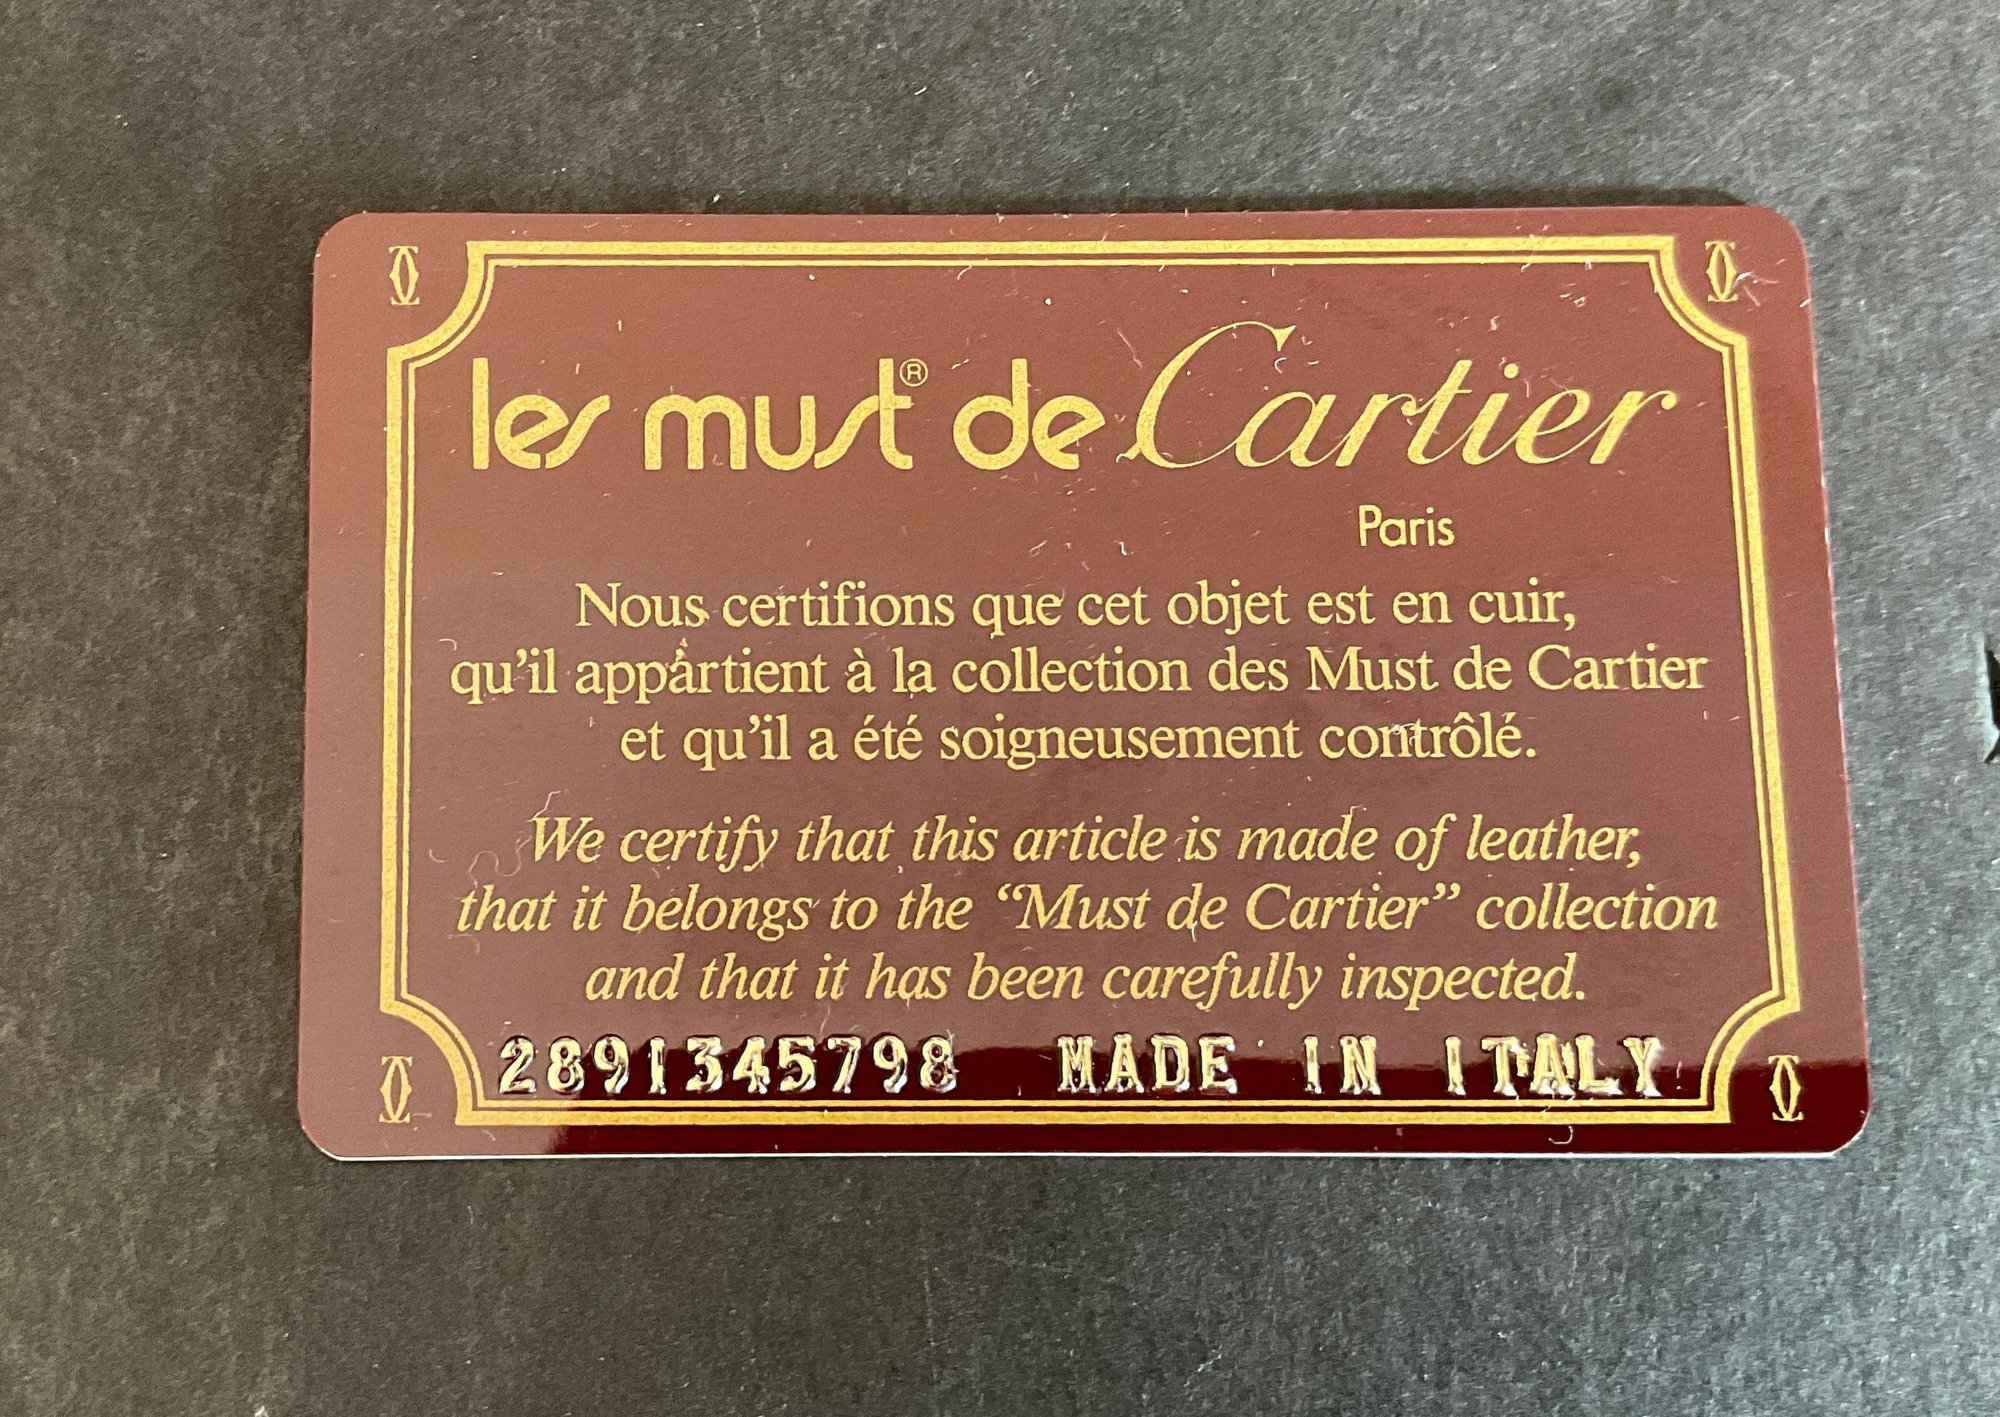 les must® de Cartier
Paris
Nous certifions que cet objet est en cuir,
qu'il appartient à la collection des Must de Cartier
et qu'il a été soigneusement contrôlé.
We certify that this article is made of leather,
that it belongs to the “Must de Cartier” collection
and that it has been carefully inspected.
2891345798 MADE IN ITALY